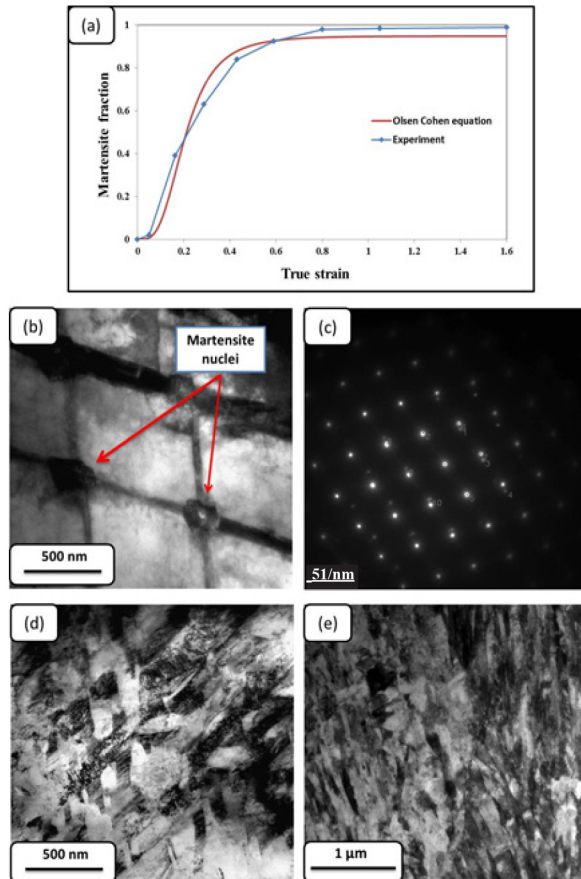 (a)
Martensite fraction
1
0.8
0.6
0.4
0.2
0
Olsen Cohen equation
Experiment
0
0.2
0.4
0.6
0.8
1
1.2
1.4
1.6
True strain
(b)
Martensite
nuclei
500 nm
(c)
51/nm
(d)
500 nm
(e)
1 µm